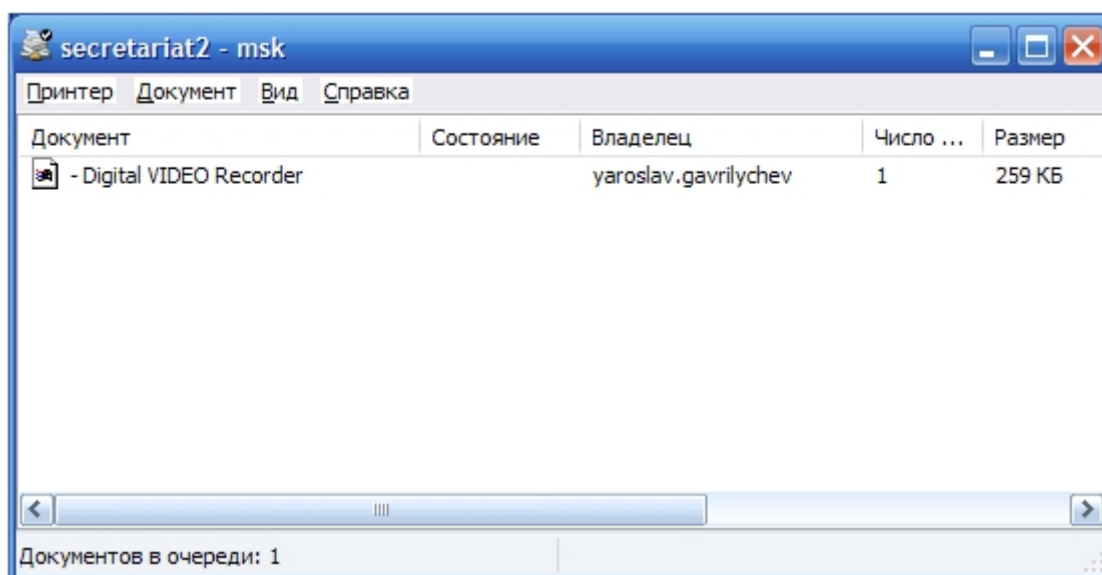 secretariat2 - msk
Принтер Документ Вид Справка
Документ Состояние Владелец Число ... Размер
- Digital VIDEO Recorder yaroslav.gavrilychev 1 259 КБ
Документов в очереди: 1